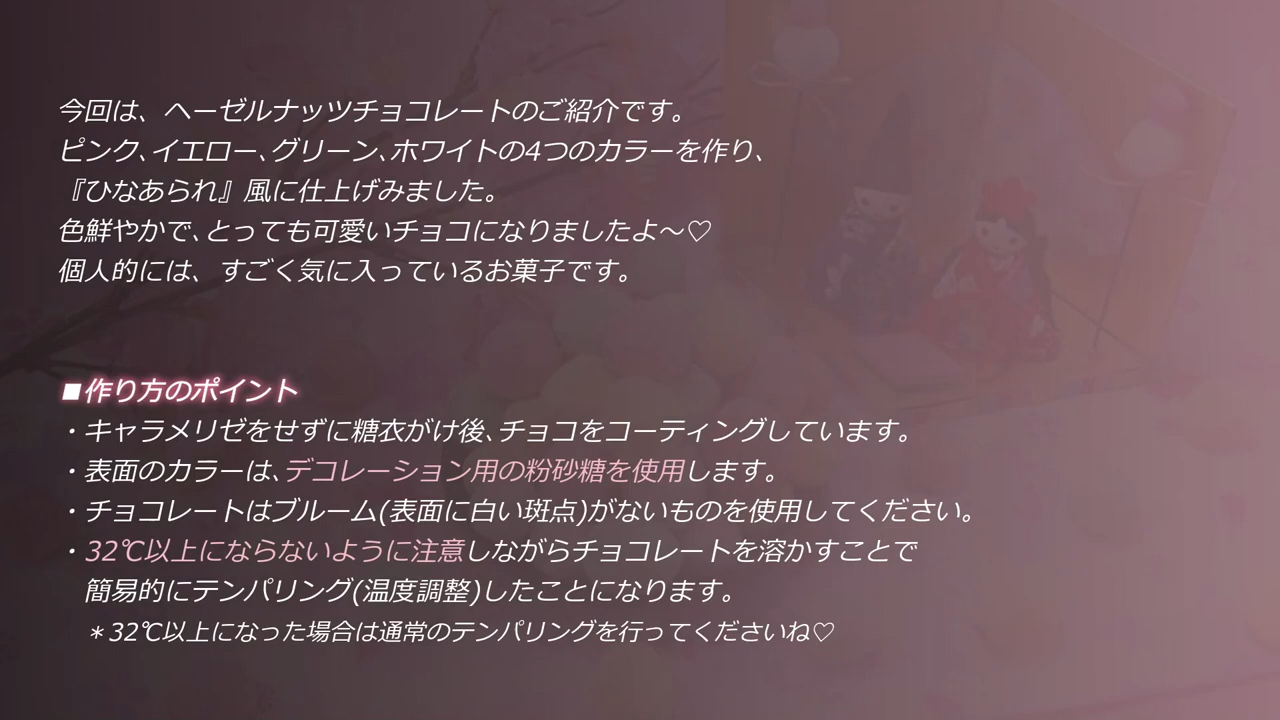 今回は、ヘーゼルナッツチョコレートのご紹介です。
ピンク､イエロー､グリーン､ホワイトの4つのカラーを作り､
『ひなあられ』風に仕上げみました。
色鮮やかで､とっても可愛いチョコになりましたよ～♡
個人的には、すごく気に入っているお菓子です。
■作り方のポイント
・キャラメリゼをせずに糖衣がけ後､チョコをコーティングしています。
・表面のカラーは､デコレーション用の粉砂糖を使用します。
・チョコレートはブルーム(表面に白い斑点)がないものを使用してください。
・32℃以上にならないように注意しながらチョコレートを溶かすことで
簡易的にテンパリング(温度調整)したことになります。
＊32℃以上になった場合は通常のテンパリングを行ってくださいね♡